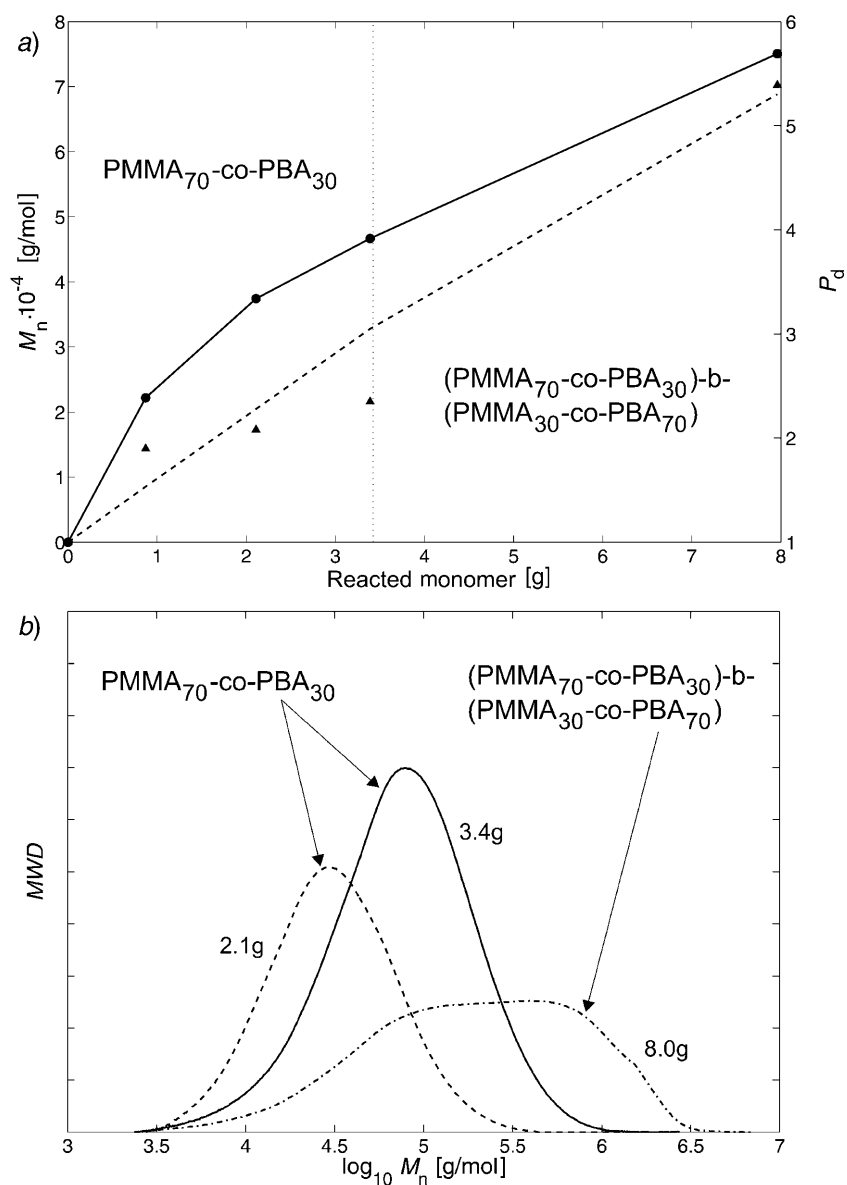 a)
6
8
7
PMMA70-co-PBA30
5
6
5
4
Mn·10-4 [g/mol]
Pd
4
3
3
(PMMA70-co-PBA30)-b-
(PMMA30-co-PBA70)
2
2
1
0
1
0 1 2 3 4 5 6 7 8
Reacted monomer [g]
b)
PMMA70-co-PBA30
(PMMA70-co-PBA30)-b-
(PMMA30-co-PBA70)
MWD
3.4g
2.1g
8.0g
3 3.5 4 4.5 5 5.5 6 6.5 7
log10 Mn [g/mol]